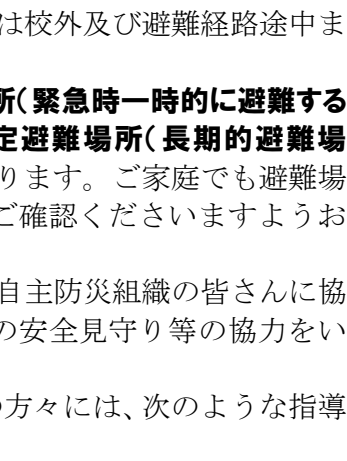 は校外及び避難経路途中ま
所(緊急時一時的に避難する
定避難場所(長期的避難場
ります。ご家庭でも避難場
ご確認くださいますようお
自主防災組織の皆さんに協
の安全見守り等の協力をい
の方々には、次のような指導